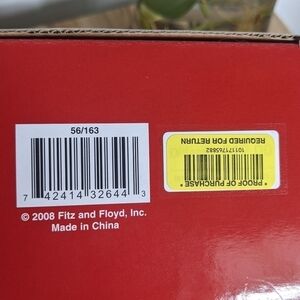 56/163
7 42414 32644 3
© 2008 Fitz and Floyd, Inc.
Made in China
* PROOF OF PURCHASE *
1011765882
REQUIRED FOR RETURN